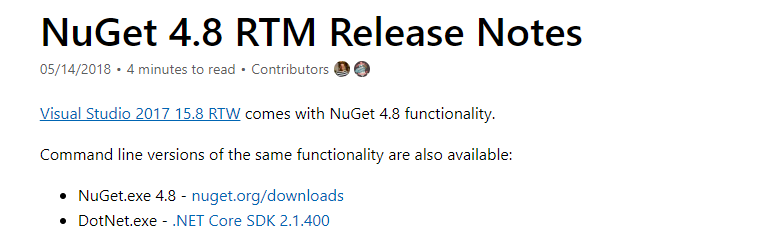 NuGet 4.8 RTM Release Notes
05/14/2018 • 4 minutes to read • Contributors
Visual Studio 2017 15.8 RTW comes with NuGet 4.8 functionality.
Command line versions of the same functionality are also available:
• NuGet.exe 4.8 - nuget.org/downloads
• DotNet.exe - .NET Core SDK 2.1.400